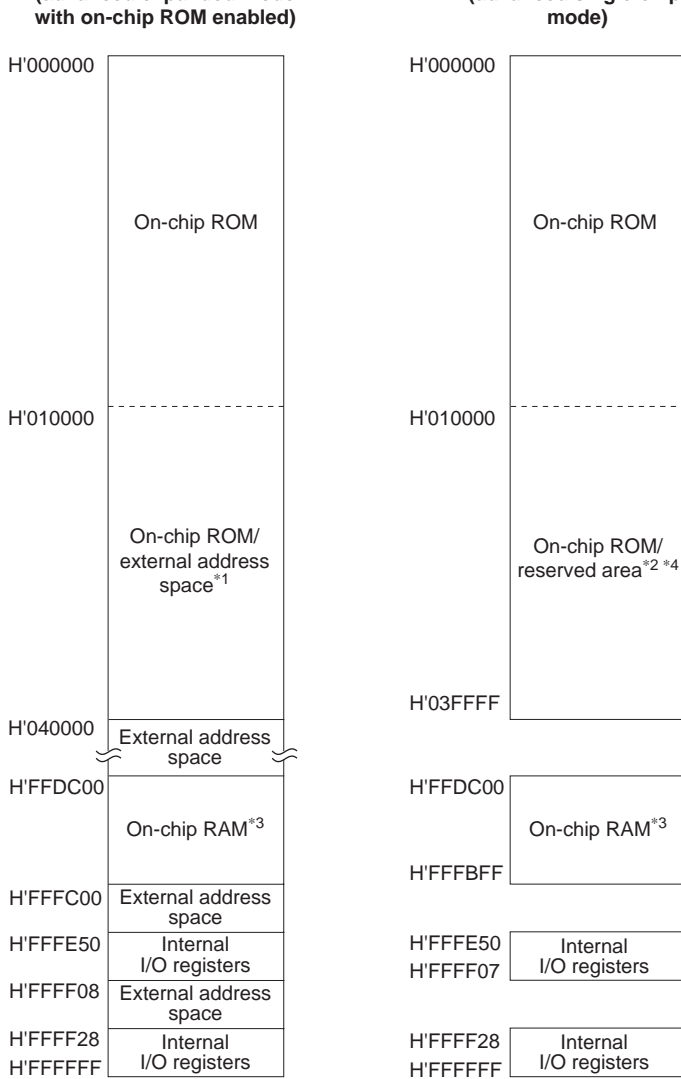 with on-chip ROM enabled)
H'000000
On-chip ROM
H'010000
On-chip ROM/
external address
space*1
H'040000
External address
space
H'FFDC00
On-chip RAM*3
H'FFFC00
External address
space
H'FFFE50
Internal
I/O registers
H'FFFF08
External address
space
H'FFFF28
Internal
I/O registers
H'FFFFFF
mode)
H'000000
On-chip ROM
H'010000
On-chip ROM/
reserved area*2 *4
H'03FFFF
H'FFDC00
On-chip RAM*3
H'FFFBFF
H'FFFE50
Internal
I/O registers
H'FFFF07
H'FFFF28
Internal
I/O registers
H'FFFFFF